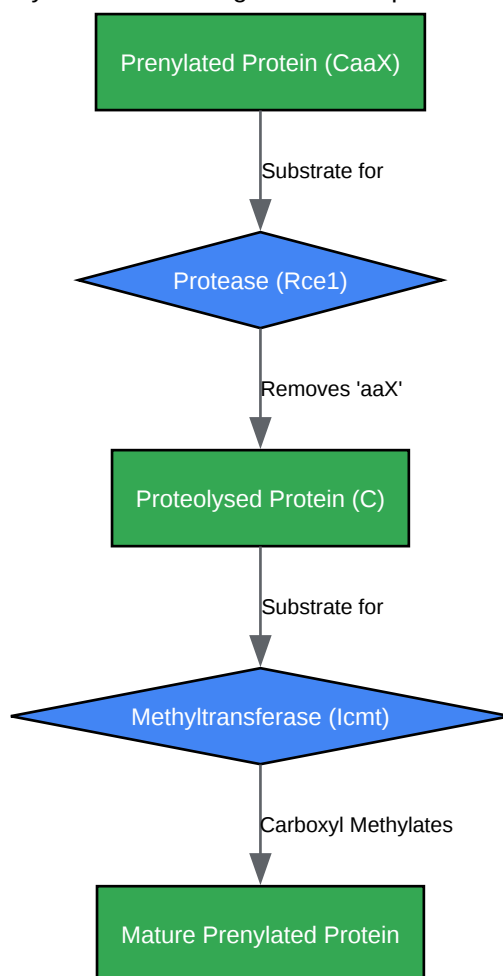 Prenylated Protein (CaaX)
Substrate for
Protease (Rce1)
Removes 'aaX'
Proteolysed Protein (C)
Substrate for
Methyltransferase (Icmt)
Carboxyl Methylates
Mature Prenylated Protein